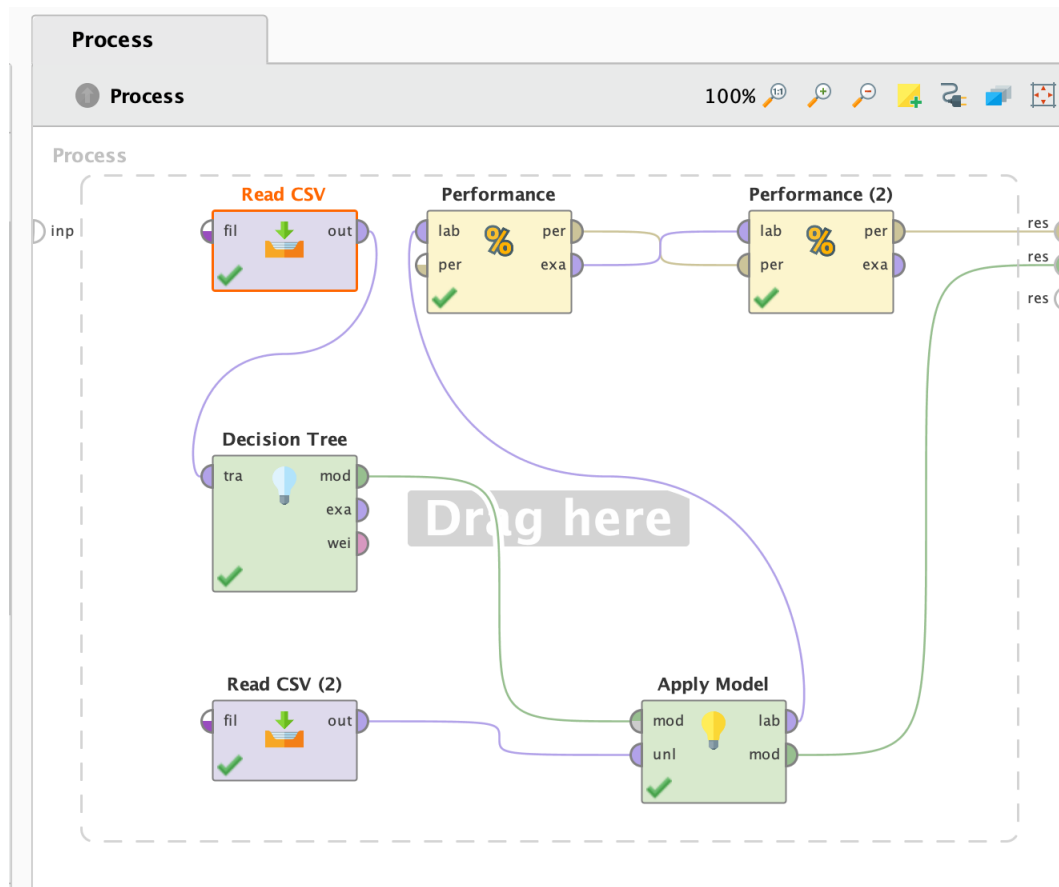 Process
Process
100%
1:1
Process
inp
Read CSV
fil out
Performance
lab per
per exa
%
Performance (2)
lab per
per exa
%
res
res
res
Decision Tree
tra mod
exa
wei
Drag here
Read CSV (2)
fil out
Apply Model
mod lab
unl mod